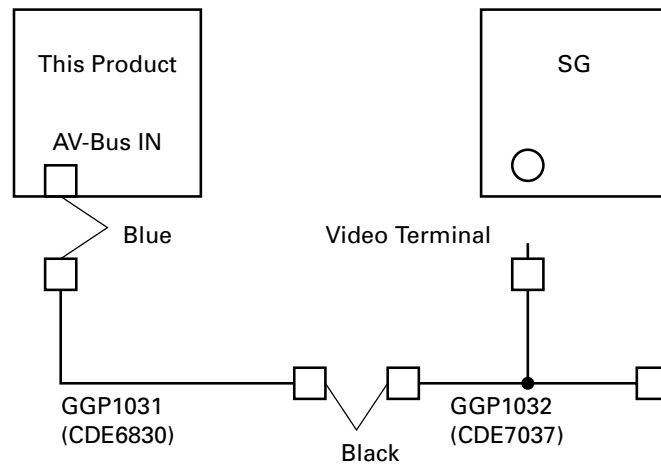 This Product
SG
AV-Bus IN
Blue
Video Terminal
GGP1031
(CDE6830)
GGP1032
(CDE7037)
Black